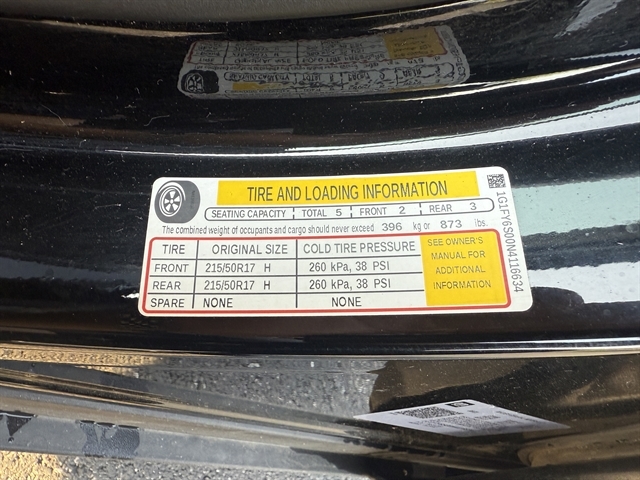 TIRE AND LOADING INFORMATION
SEATING CAPACITY TOTAL 5 FRONT 2 REAR 3
The combined weight of occupants and cargo should never exceed 396 kg or 873 lbs.
TIRE ORIGINAL SIZE COLD TIRE PRESSURE
FRONT 215/50R17 H 260 kPa, 38 PSI
REAR 215/50R17 H 260 kPa, 38 PSI
SPARE NONE NONE
SEE OWNER'S
MANUAL FOR
ADDITIONAL
INFORMATION
1G1FY6S00N4116634